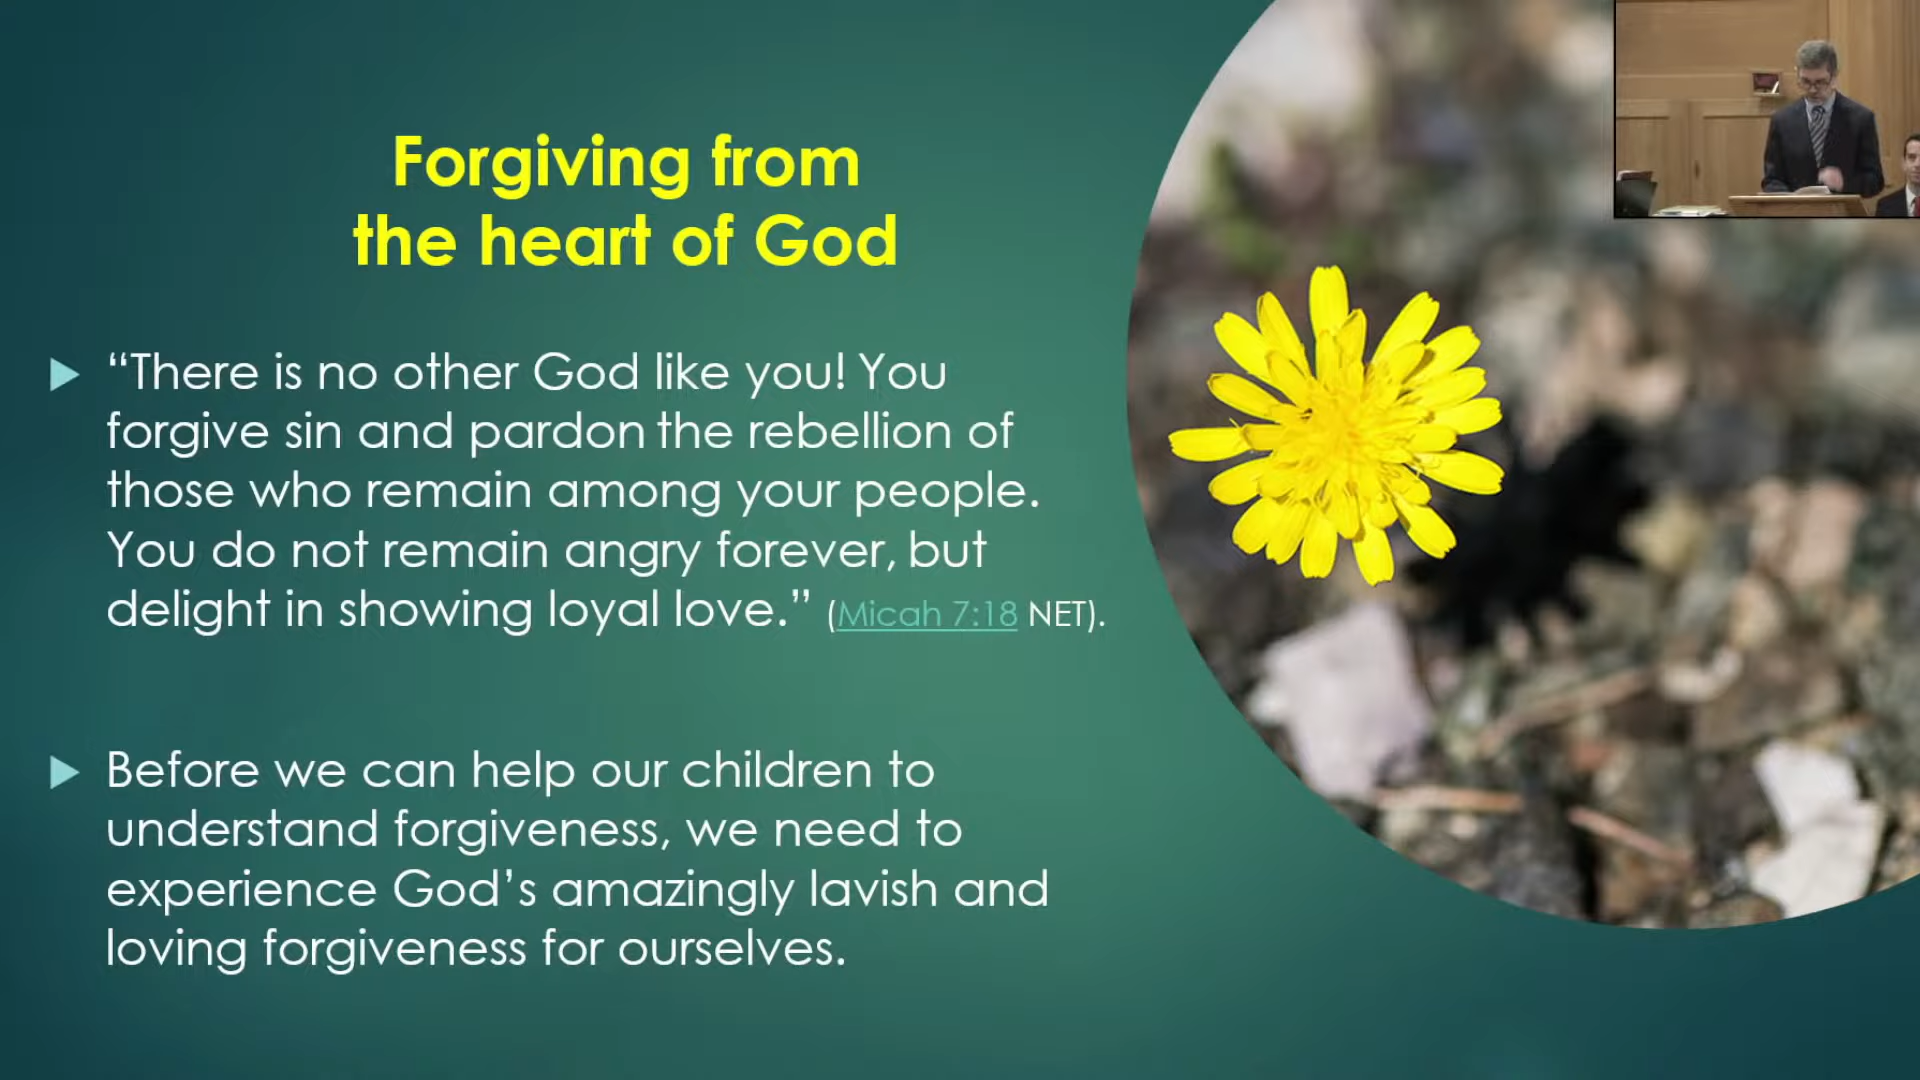 Forgiving from
the heart of God
“There is no other God like you! You
forgive sin and pardon the rebellion of
those who remain among your people.
You do not remain angry forever, but
delight in showing loyal love.” (Micah 7:18 NET).
Before we can help our children to
understand forgiveness, we need to
experience God’s amazingly lavish and
loving forgiveness for ourselves.